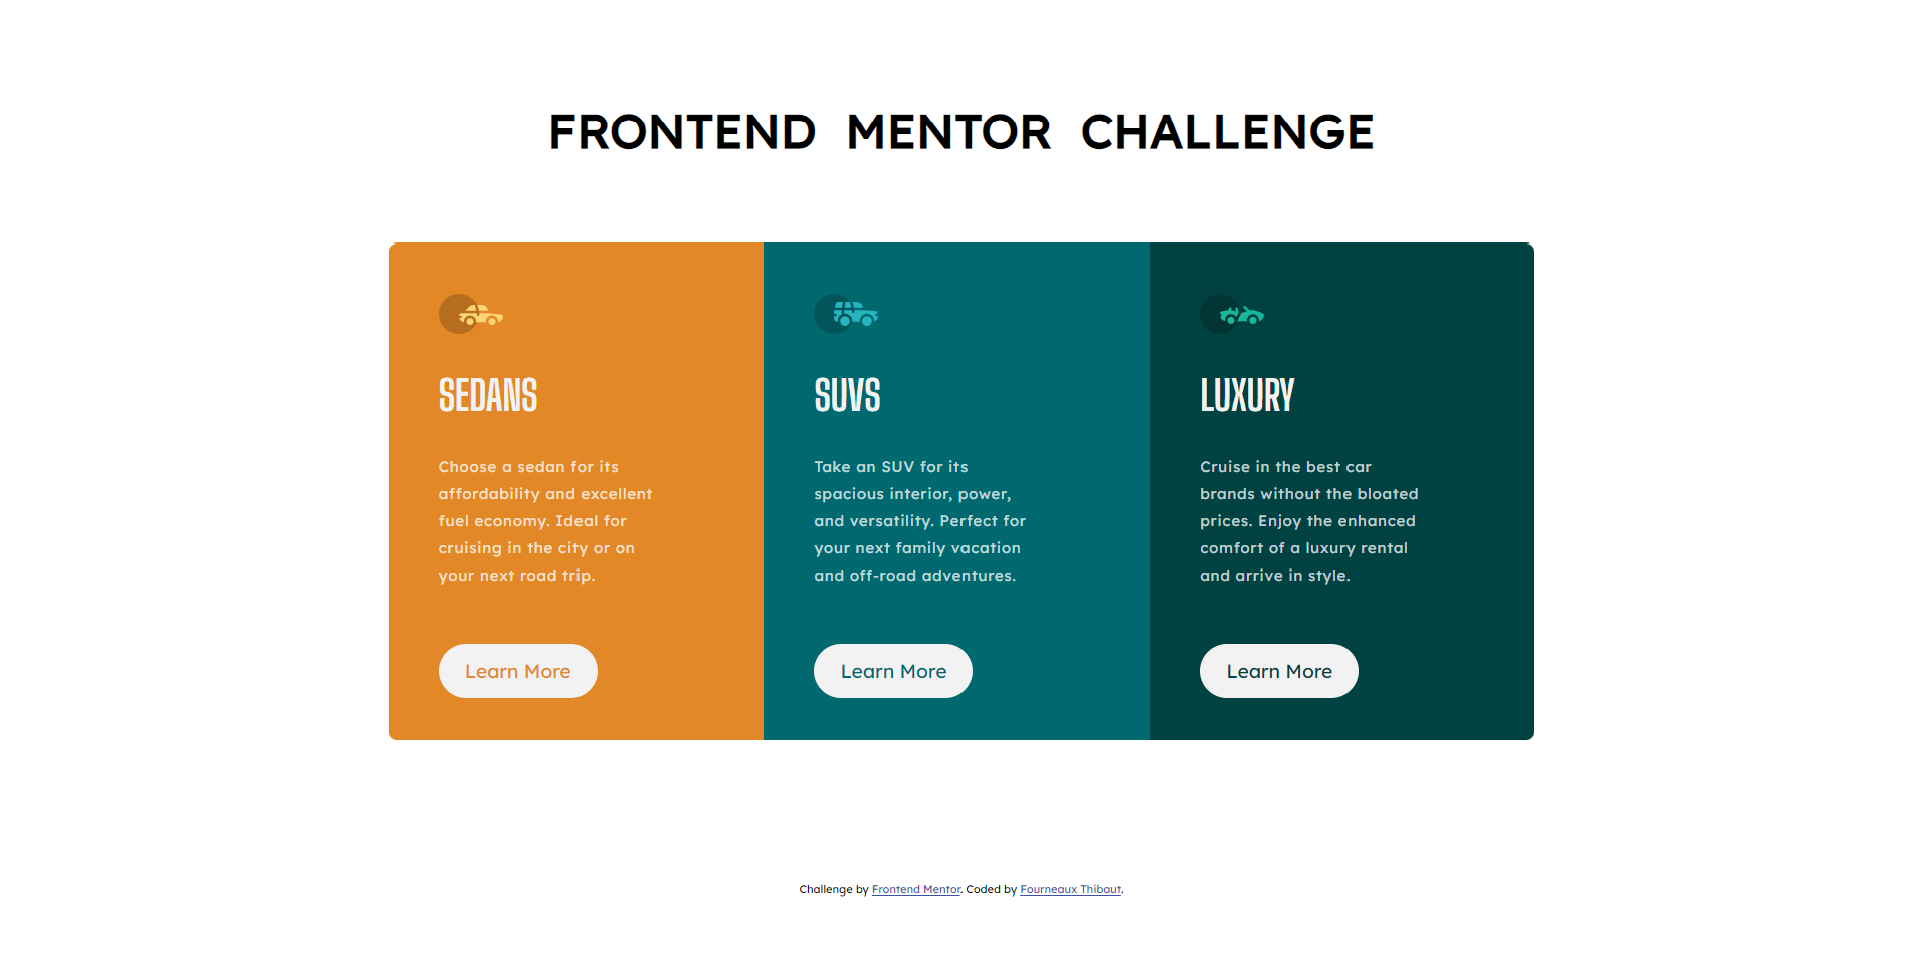 FRONTEND MENTOR CHALLENGE
SEDANS
Choose a sedan for its
affordability and excellent
fuel economy. Ideal for
cruising in the city or on
your next road trip.
Learn More
SUVS
Take an SUV for its
spacious interior, power,
and versatility. Perfect for
your next family vacation
and off-road adventures.
Learn More
LUXURY
Cruise in the best car
brands without the bloated
prices. Enjoy the enhanced
comfort of a luxury rental
and arrive in style.
Learn More
Challenge by Frontend Mentor. Coded by Fourneaux Thibaut.